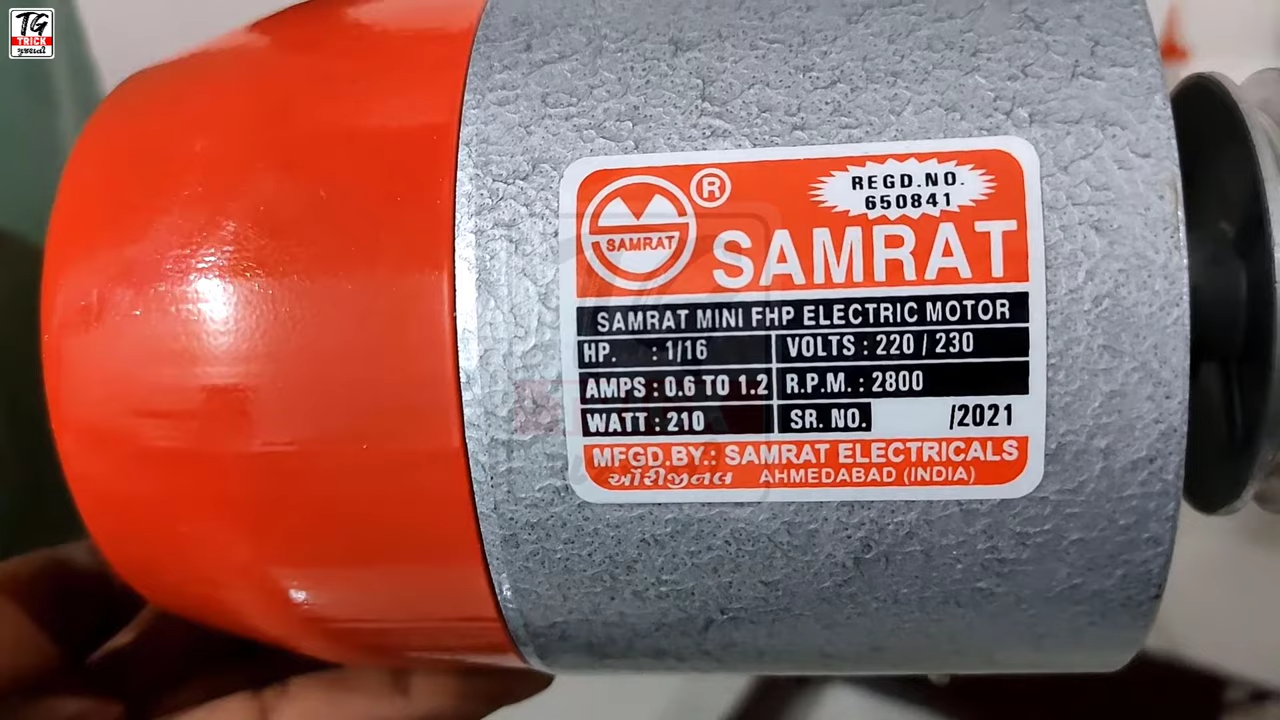 TG
TRICK
ગુજરાતી
REGD.NO.
650841
®
SAMRAT
SAMRAT
SAMRAT MINI FHP ELECTRIC MOTOR
HP. : 1/16 VOLTS : 220 / 230
AMPS : 0.6 TO 1.2 R.P.M. : 2800
WATT : 210 SR. NO. /2021
MFGD.BY.: SAMRAT ELECTRICALS
ઓરીજીનલ AHMEDABAD (INDIA)